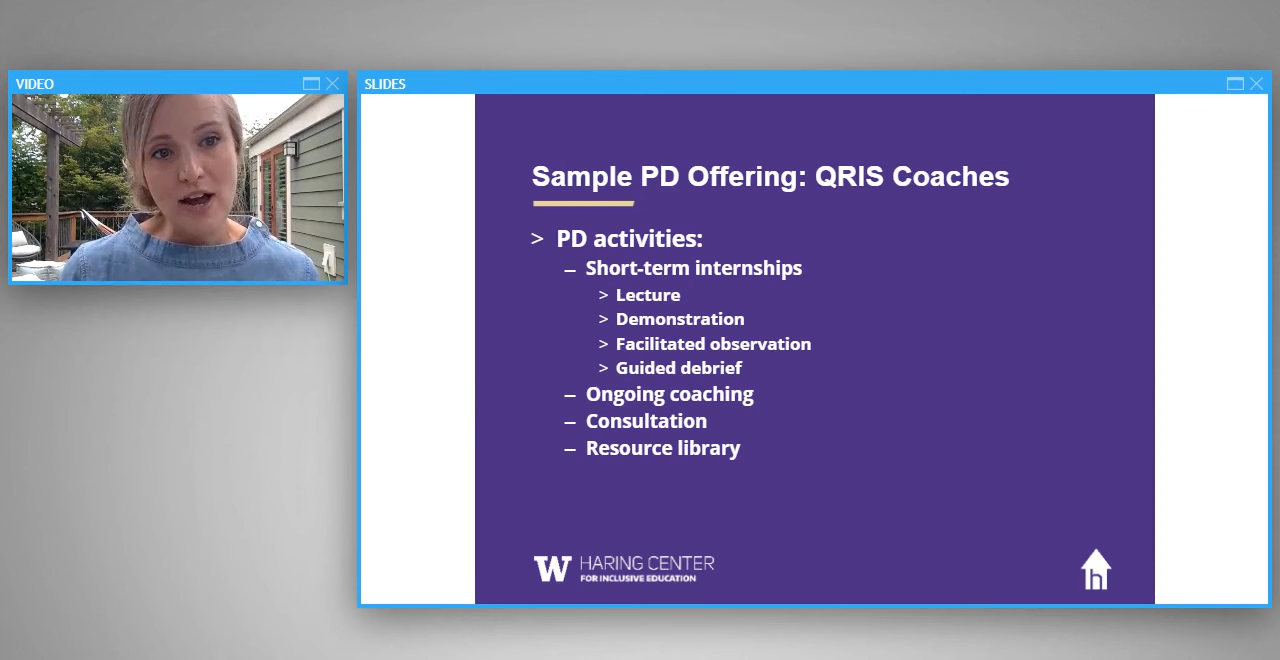 VIDEO
SLIDES
Sample PD Offering: QRIS Coaches
> PD activities:
– Short-term internships
> Lecture
> Demonstration
> Facilitated observation
> Guided debrief
– Ongoing coaching
– Consultation
– Resource library
W HARING CENTER
FOR INCLUSIVE EDUCATION
h